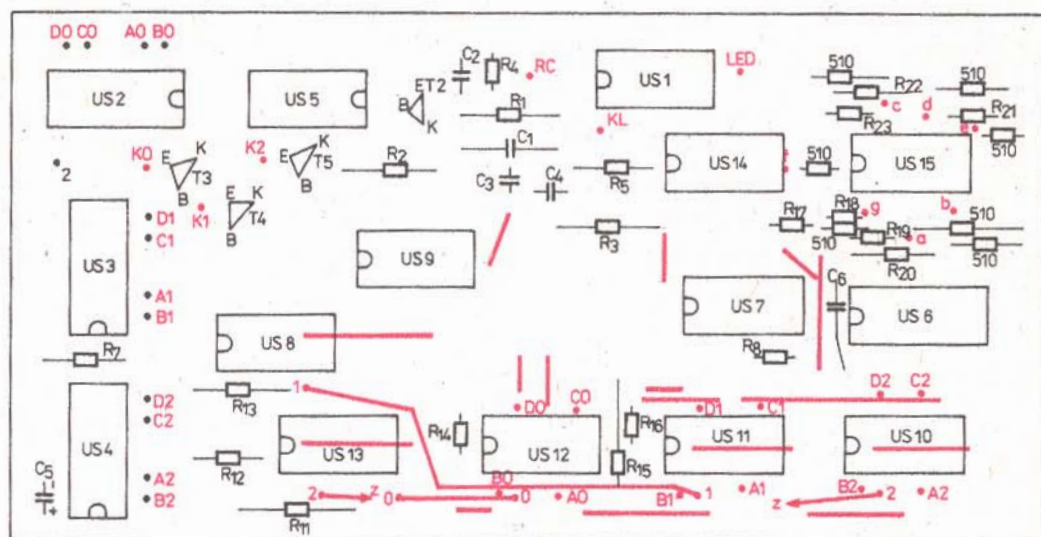 D0 C0 A0 B0
C2 R4 RC LED 510
US 2 US 5 ET2 US 1 R22
B c d 510
K R1 R21
KL R23 e
C1 510
K0 E K K2 E K R2 US 14 f 510 US 15
2 T3 T5 C3 C4 R5
B B
E K
D1 K1 T4 R17 R18 g b 510
C1 B R3 R19 a
510 510
US 3 US 9 R20
A1 C6
B1 US 7 US 6
US 8
R7 R8
1 D2 C2
D2 R13 D0 C0 D1 C1
C2 R14 R16
US 4 US 13 US 12 US 11 US 10
R12 R15
C5 A2 B0 A1 B2 A2
- B2 2 z 0 0 A0 B1 1 z 2
+ R11